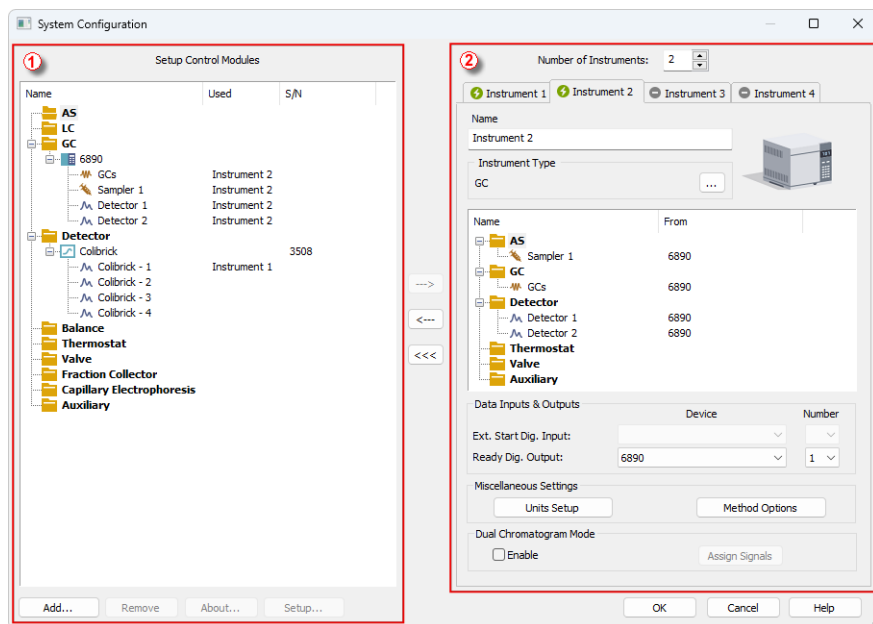 System Configuration
1
Setup Control Modules
Name Used S/N
AS
LC
GC
6890
GCs Instrument 2
Sampler 1 Instrument 2
Detector 1 Instrument 2
Detector 2 Instrument 2
Detector
Colibrick 3508
Colibrick - 1 Instrument 1
Colibrick - 2
Colibrick - 3
Colibrick - 4
Balance
Thermostat
Valve
Fraction Collector
Capillary Electrophoresis
Auxiliary
Add... Remove About... Setup...
--->
<---
<<<
2
Number of Instruments: 2
Instrument 1 Instrument 2 Instrument 3 Instrument 4
Name
Instrument 2
Instrument Type
GC ...
Name From
AS
Sampler 1 6890
GC
GCs 6890
Detector
Detector 1 6890
Detector 2 6890
Thermostat
Valve
Auxiliary
Data Inputs & Outputs
Device Number
Ext. Start Dig. Input:
Ready Dig. Output: 6890 1
Miscellaneous Settings
Units Setup Method Options
Dual Chromatogram Mode
Enable Assign Signals
OK Cancel Help